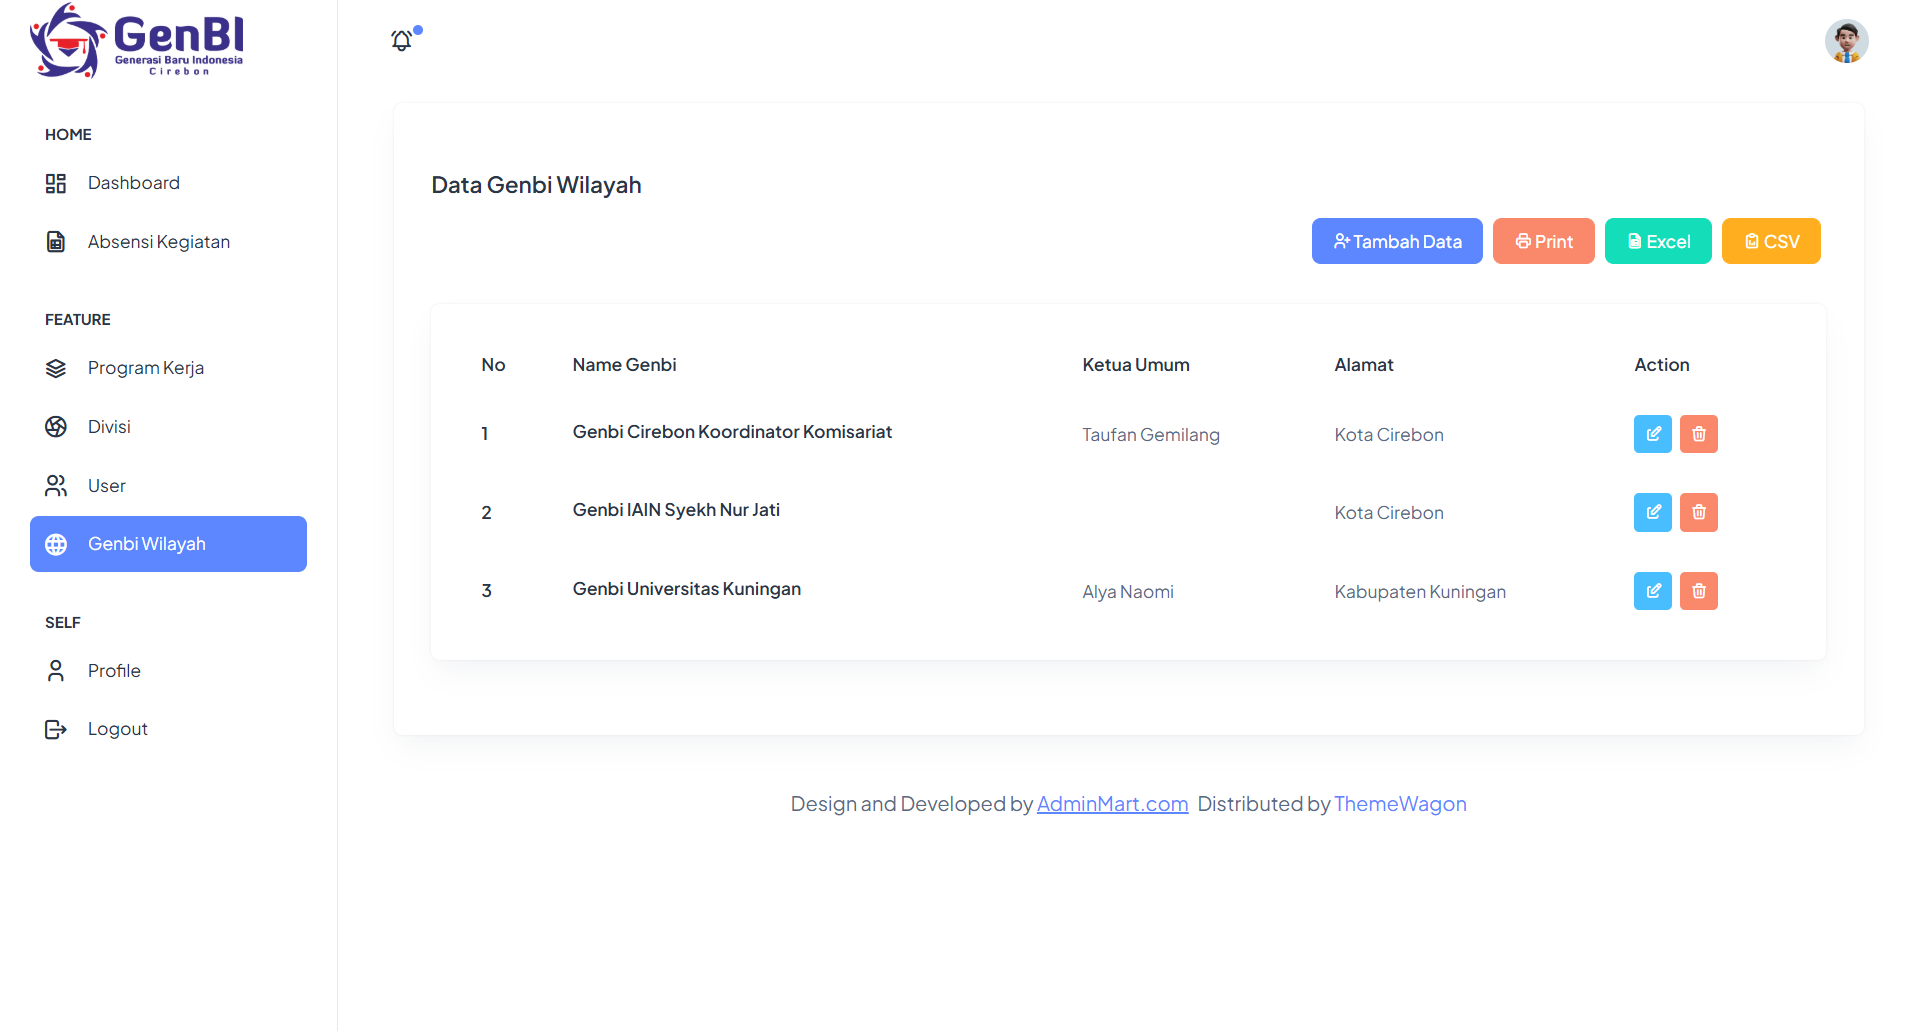 GenBI
Generasi Baru Indonesia
Cirebon
HOME
Dashboard
Absensi Kegiatan
FEATURE
Program Kerja
Divisi
User
Genbi Wilayah
SELF
Profile
Logout
Data Genbi Wilayah
Tambah Data Print Excel CSV
No Name Genbi Ketua Umum Alamat Action
1 Genbi Cirebon Koordinator Komisariat Taufan Gemilang Kota Cirebon
2 Genbi IAIN Syekh Nur Jati Kota Cirebon
3 Genbi Universitas Kuningan Alya Naomi Kabupaten Kuningan
Design and Developed by AdminMart.com Distributed by ThemeWagon